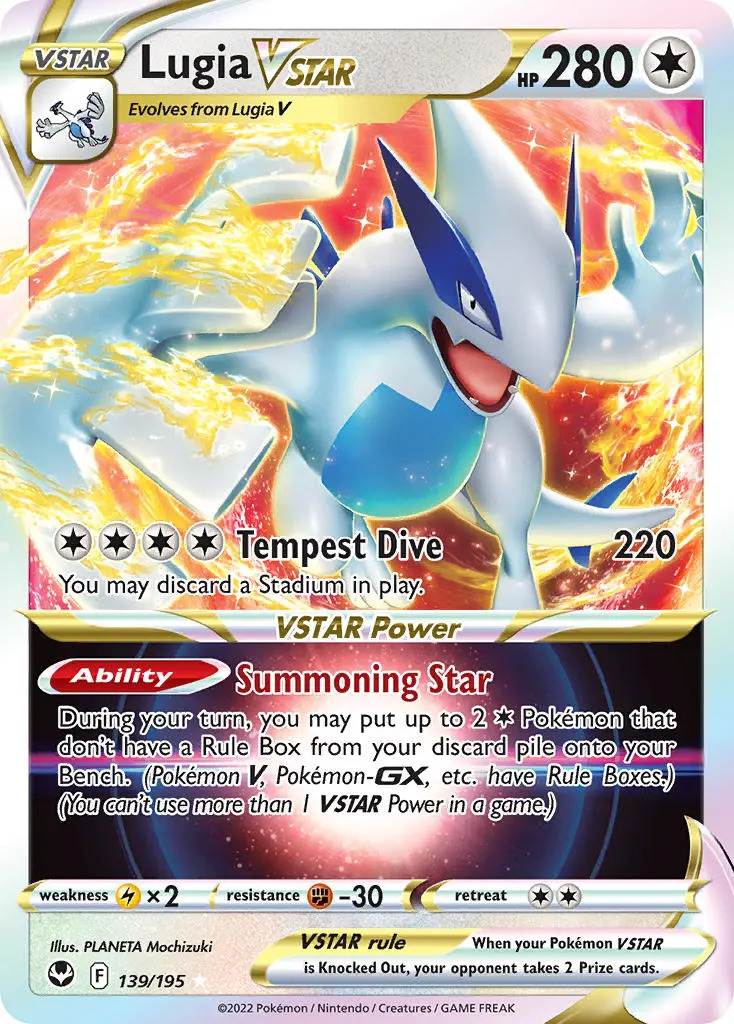 VSTAR
Lugia VSTAR
HP 280
Evolves from Lugia V
Tempest Dive 220
You may discard a Stadium in play.
VSTAR Power
Ability Summoning Star
During your turn, you may put up to 2 Pokémon that
don't have a Rule Box from your discard pile onto your
Bench. (Pokémon V, Pokémon-GX, etc. have Rule Boxes.)
(You can't use more than 1 VSTAR Power in a game.)
weakness ×2 resistance -30 retreat
Illus. PLANETA Mochizuki
F 139/195
VSTAR rule When your Pokémon VSTAR
is Knocked Out, your opponent takes 2 Prize cards.
©2022 Pokémon / Nintendo / Creatures / GAME FREAK